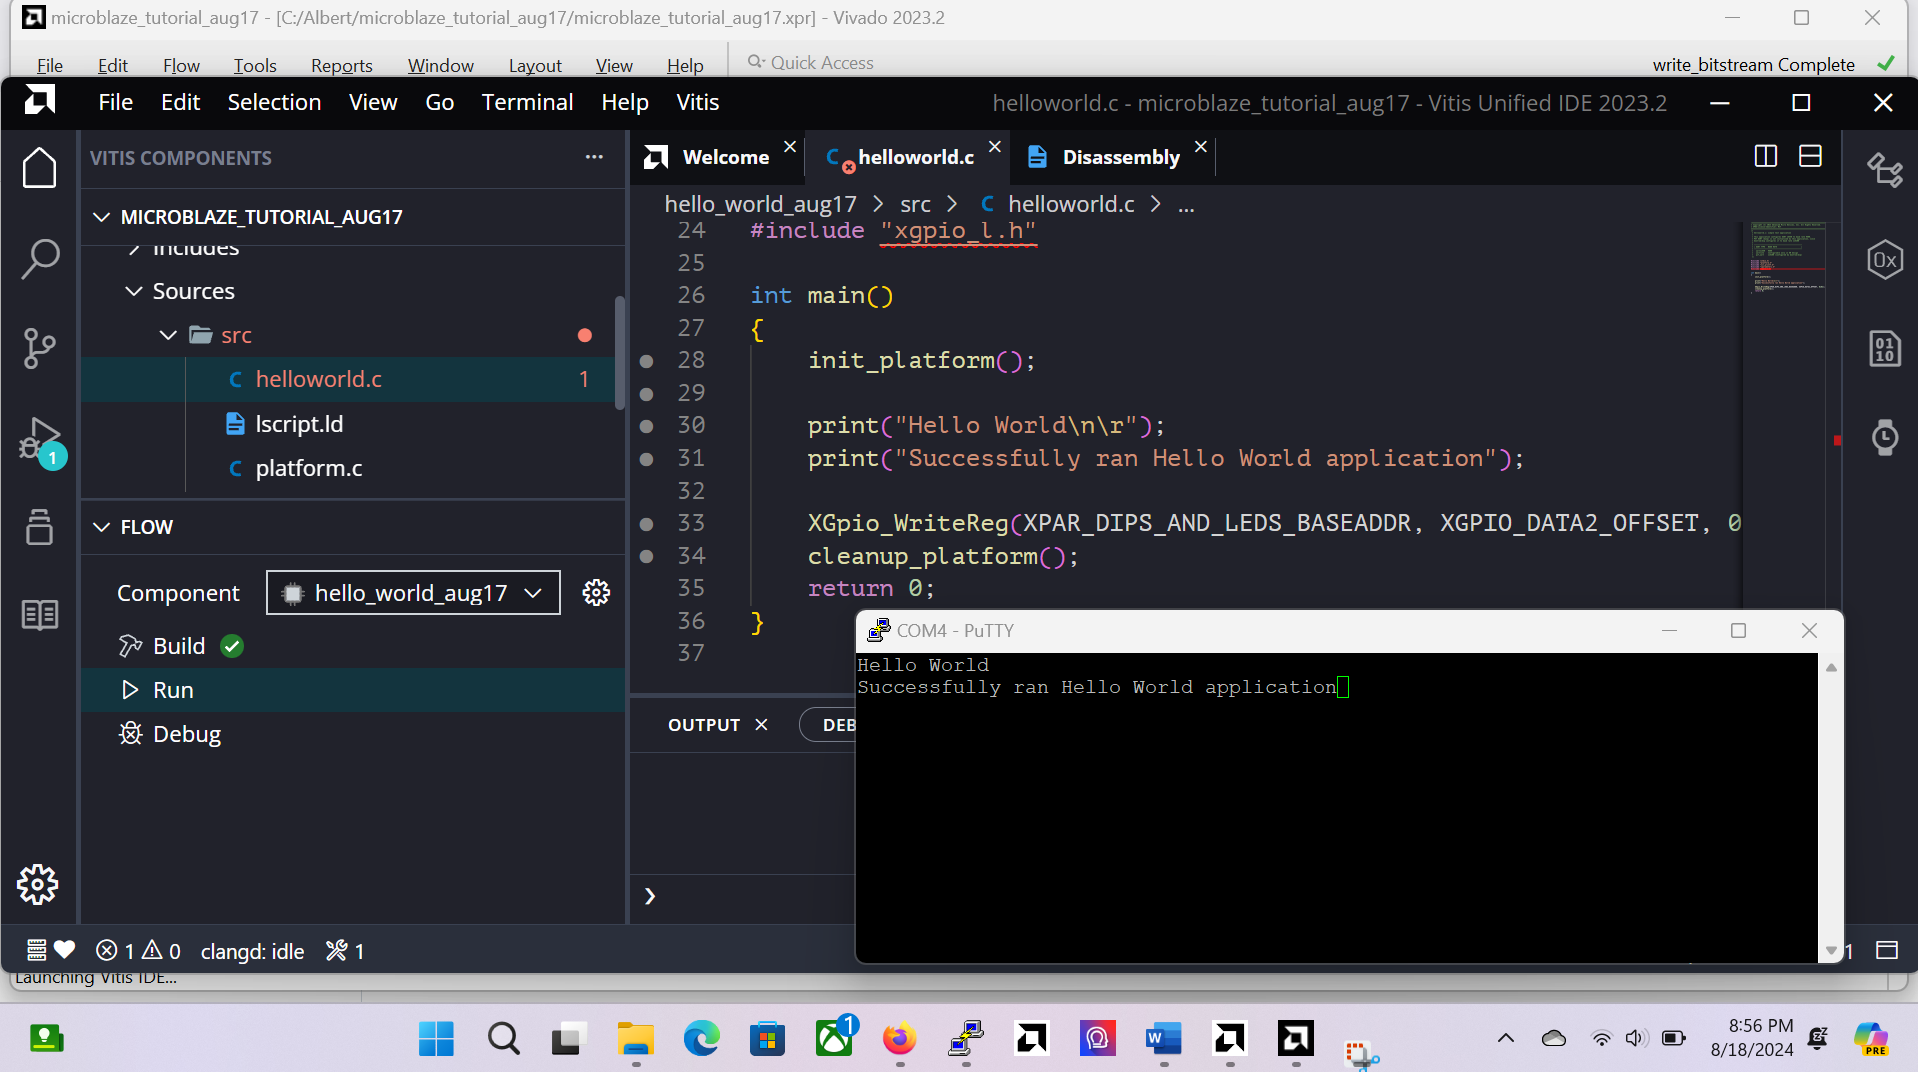 microblaze_tutorial_aug17 - [C:/Albert/microblaze_tutorial_aug17/microblaze_tutorial_aug17.xpr] - Vivado 2023.2
File Edit Flow Tools Reports Window Layout View Help Quick Access
write_bitstream Complete
File Edit Selection View Go Terminal Help Vitis
helloworld.c - microblaze_tutorial_aug17 - Vitis Unified IDE 2023.2
VITIS COMPONENTS
MICROBLAZE_TUTORIAL_AUG17
Includes
Sources
src
helloworld.c 1
lscript.ld
platform.c
1
FLOW
Component hello_world_aug17
Build
Run
Debug
Welcome helloworld.c Disassembly
hello_world_aug17 > src > C helloworld.c > ...
24 #include "xgpio_l.h"
25
26 int main()
27 {
28 init_platform();
29
30 print("Hello World\n\r");
31 print("Successfully ran Hello World application");
32
33 XGpio_WriteReg(XPAR_DIPS_AND_LEDS_BASEADDR, XGPIO_DATA2_OFFSET, 0
34 cleanup_platform();
35 return 0;
36 }
37
0x
01
10
OUTPUT DEB
COM4 - PuTTY
Hello World
Successfully ran Hello World application
1 0 clangd: idle 1
1
Launching Vitis IDE...
1
8:56 PM
8/18/2024
PRE